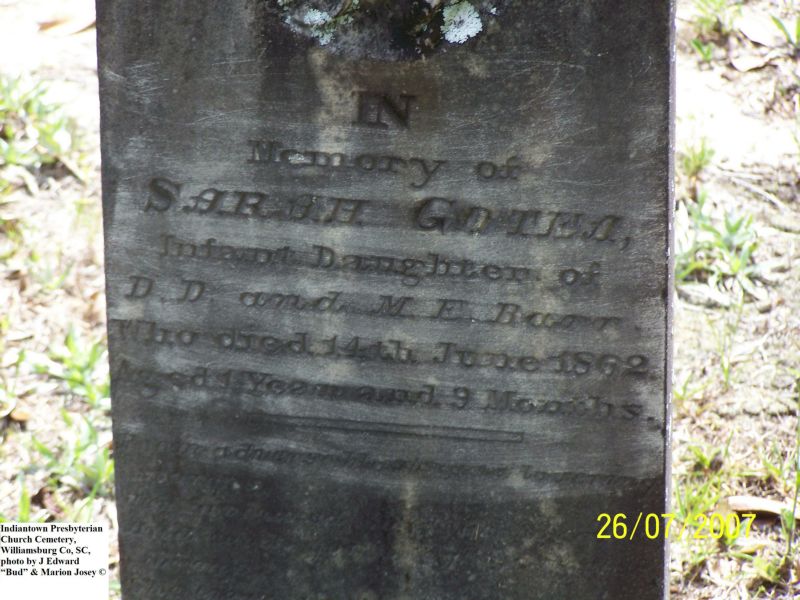 IN
Memory of
SARAH GOTEA,
Infant Daughter of
D. D. and M. E. Barr.
Who died 14th June 1862
Aged 1 Year and 9 Months.
26/07/2007
Indiantown Presbyterian
Church Cemetery,
Williamsburg Co, SC,
photo by J Edward
“Bud” & Marion Josey ©